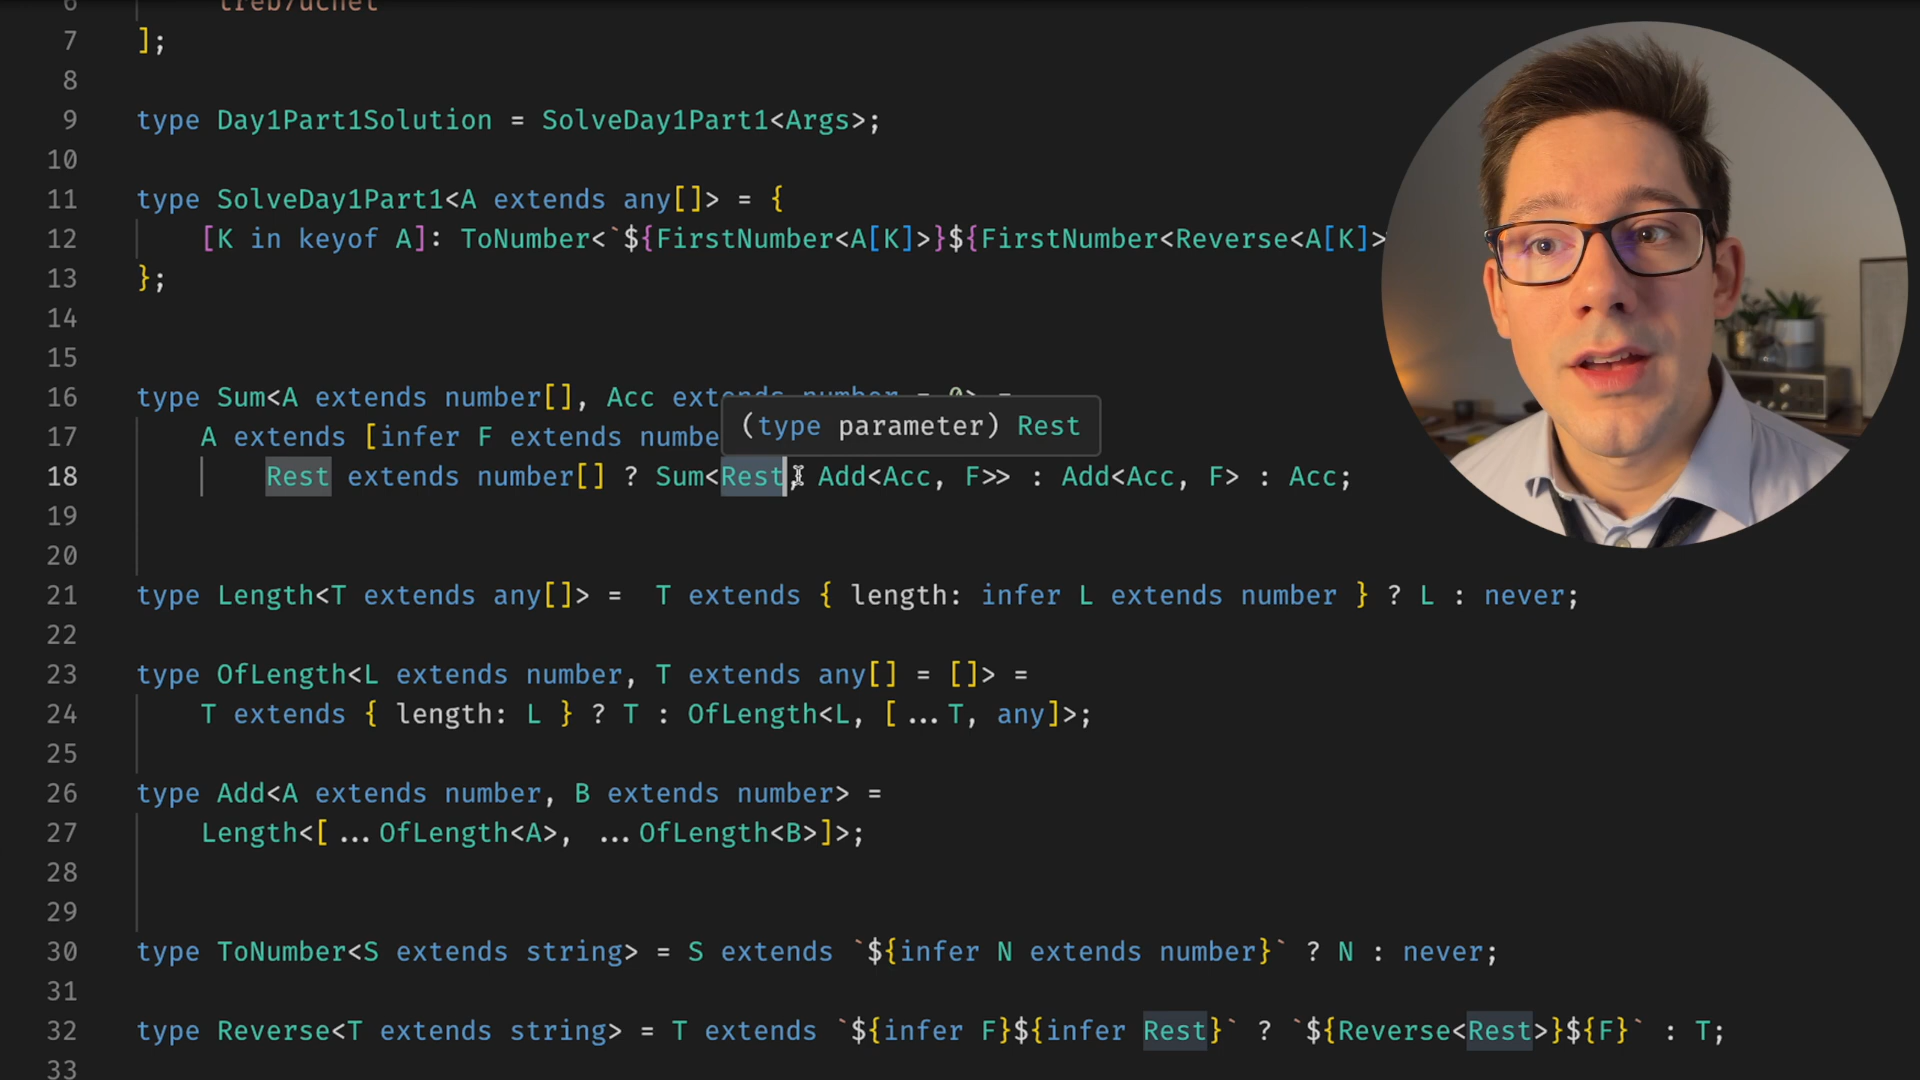 6 treb7uchet
7 ];
8
9 type Day1Part1Solution = SolveDay1Part1<Args>;
10
11 type SolveDay1Part1<A extends any[]> = {
12 [K in keyof A]: ToNumber<`${FirstNumber<A[K]>}${FirstNumber<Reverse<A[K]>
13 };
14
15
16 type Sum<A extends number[], Acc extends number = 0> =
17 A extends [infer F extends numbe
(type parameter) Rest
18 Rest extends number[] ? Sum<Rest, Add<Acc, F>> : Add<Acc, F> : Acc;
19
20
21 type Length<T extends any[]> =  T extends { length: infer L extends number } ? L : never;
22
23 type OfLength<L extends number, T extends any[] = []> =
24 T extends { length: L } ? T : OfLength<L, [...T, any]>;
25
26 type Add<A extends number, B extends number> =
27 Length<[...OfLength<A>, ...OfLength<B>]>;
28
29
30 type ToNumber<S extends string> = S extends `${infer N extends number}` ? N : never;
31
32 type Reverse<T extends string> = T extends `${infer F}${infer Rest}` ? `${Reverse<Rest>}${F}` : T;
33